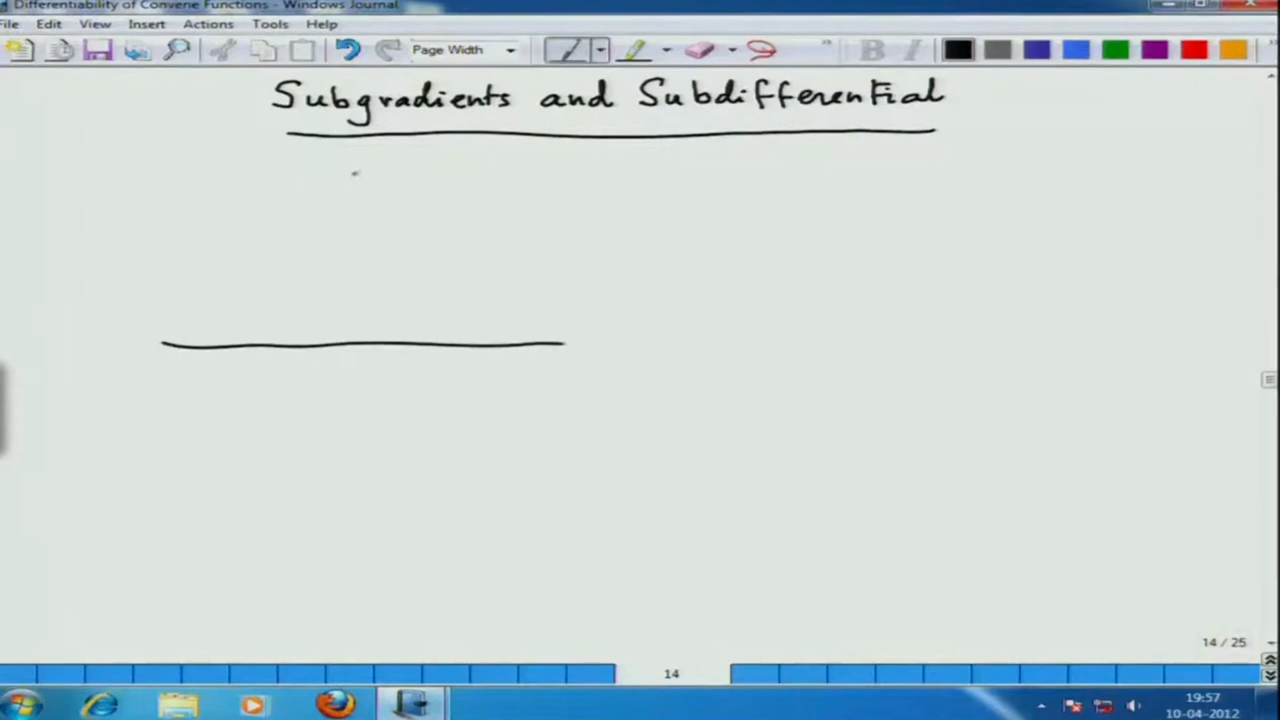 Differentiability of Convene Functions - Windows Journal
File Edit View Insert Actions Tools Help
Page Width B I
Subgradients and Subdifferential
14 / 25
14
19:57
10-04-2012